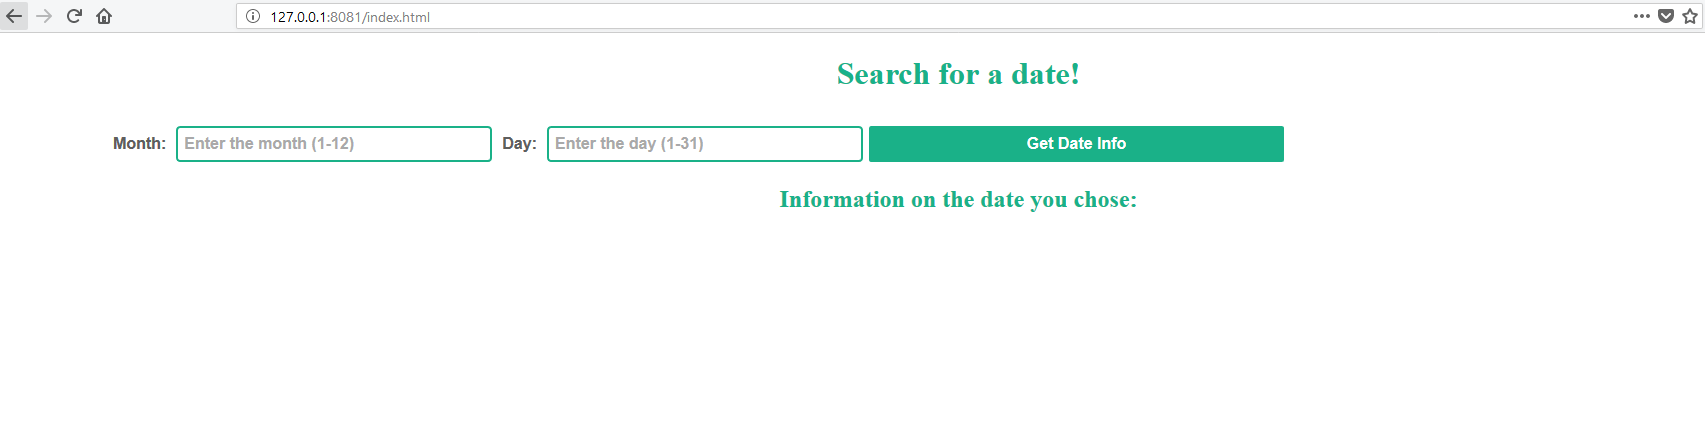 127.0.0.1:8081/index.html
Search for a date!
Month: Enter the month (1-12) Day: Enter the day (1-31) Get Date Info
Information on the date you chose: